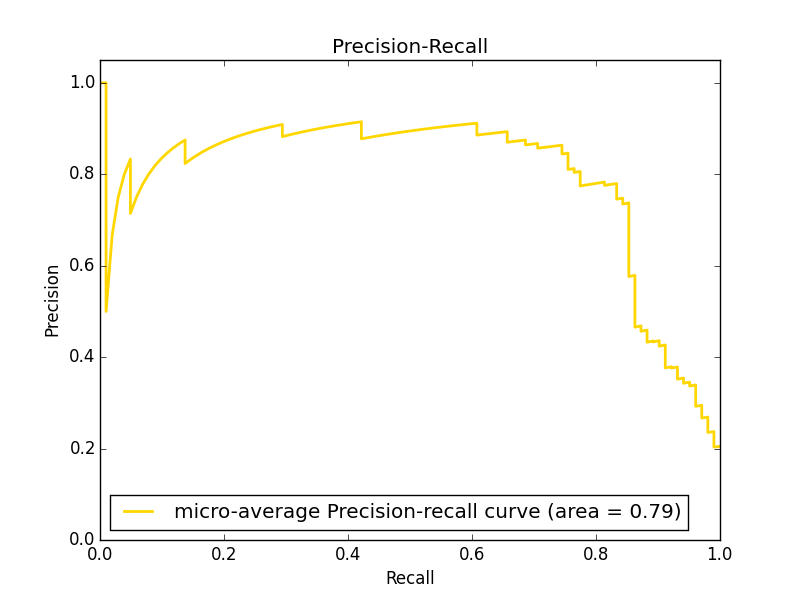 Precision-Recall
1.0
0.8
0.6
0.4
0.2
0.0
Precision
micro-average Precision-recall curve (area = 0.79)
0.0 0.2 0.4 0.6 0.8 1.0
Recall